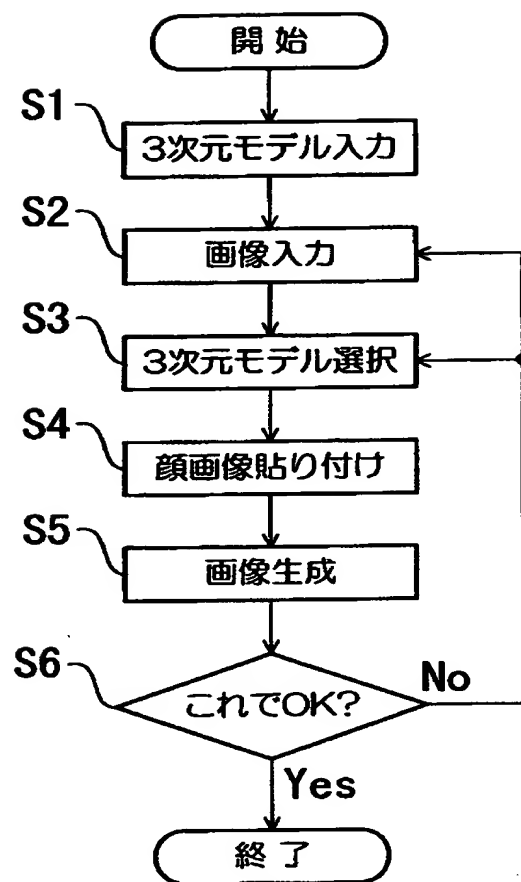 開始
S1
3次元モデル入力
S2
画像入力
S3
3次元モデル選択
S4
顔画像貼り付け
S5
画像生成
S6
これでOK?
No
Yes
終了